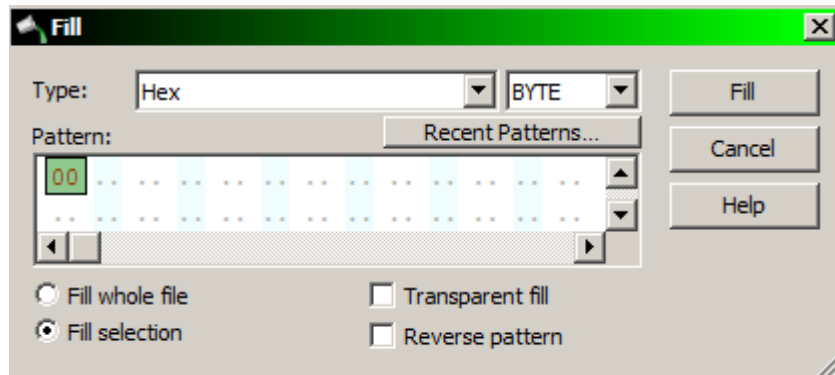 Fill
Type: Hex BYTE Fill
Pattern: Recent Patterns...
Cancel
00 .. .. .. .. .. .. .. .. .. .. .. ..
.. .. .. .. .. .. .. .. .. .. .. .. .. Help
Fill whole file Transparent fill
Fill selection Reverse pattern